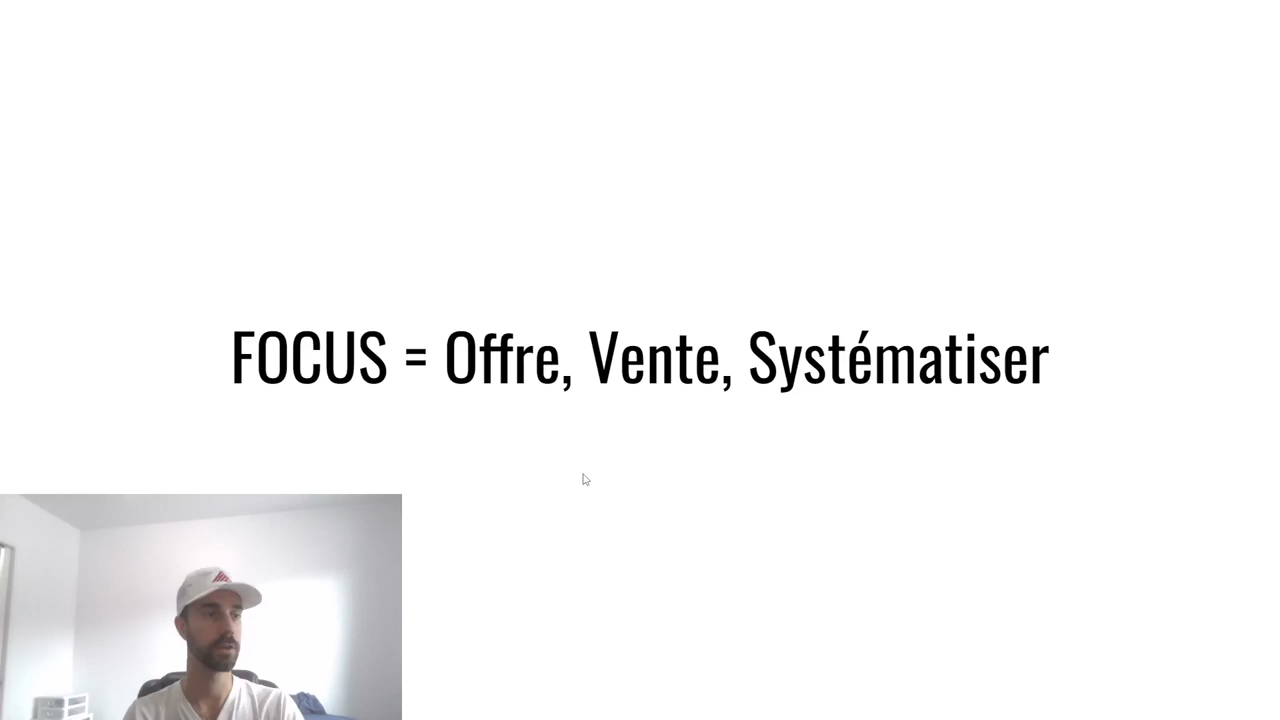 FOCUS = Offre, Vente, Systématiser